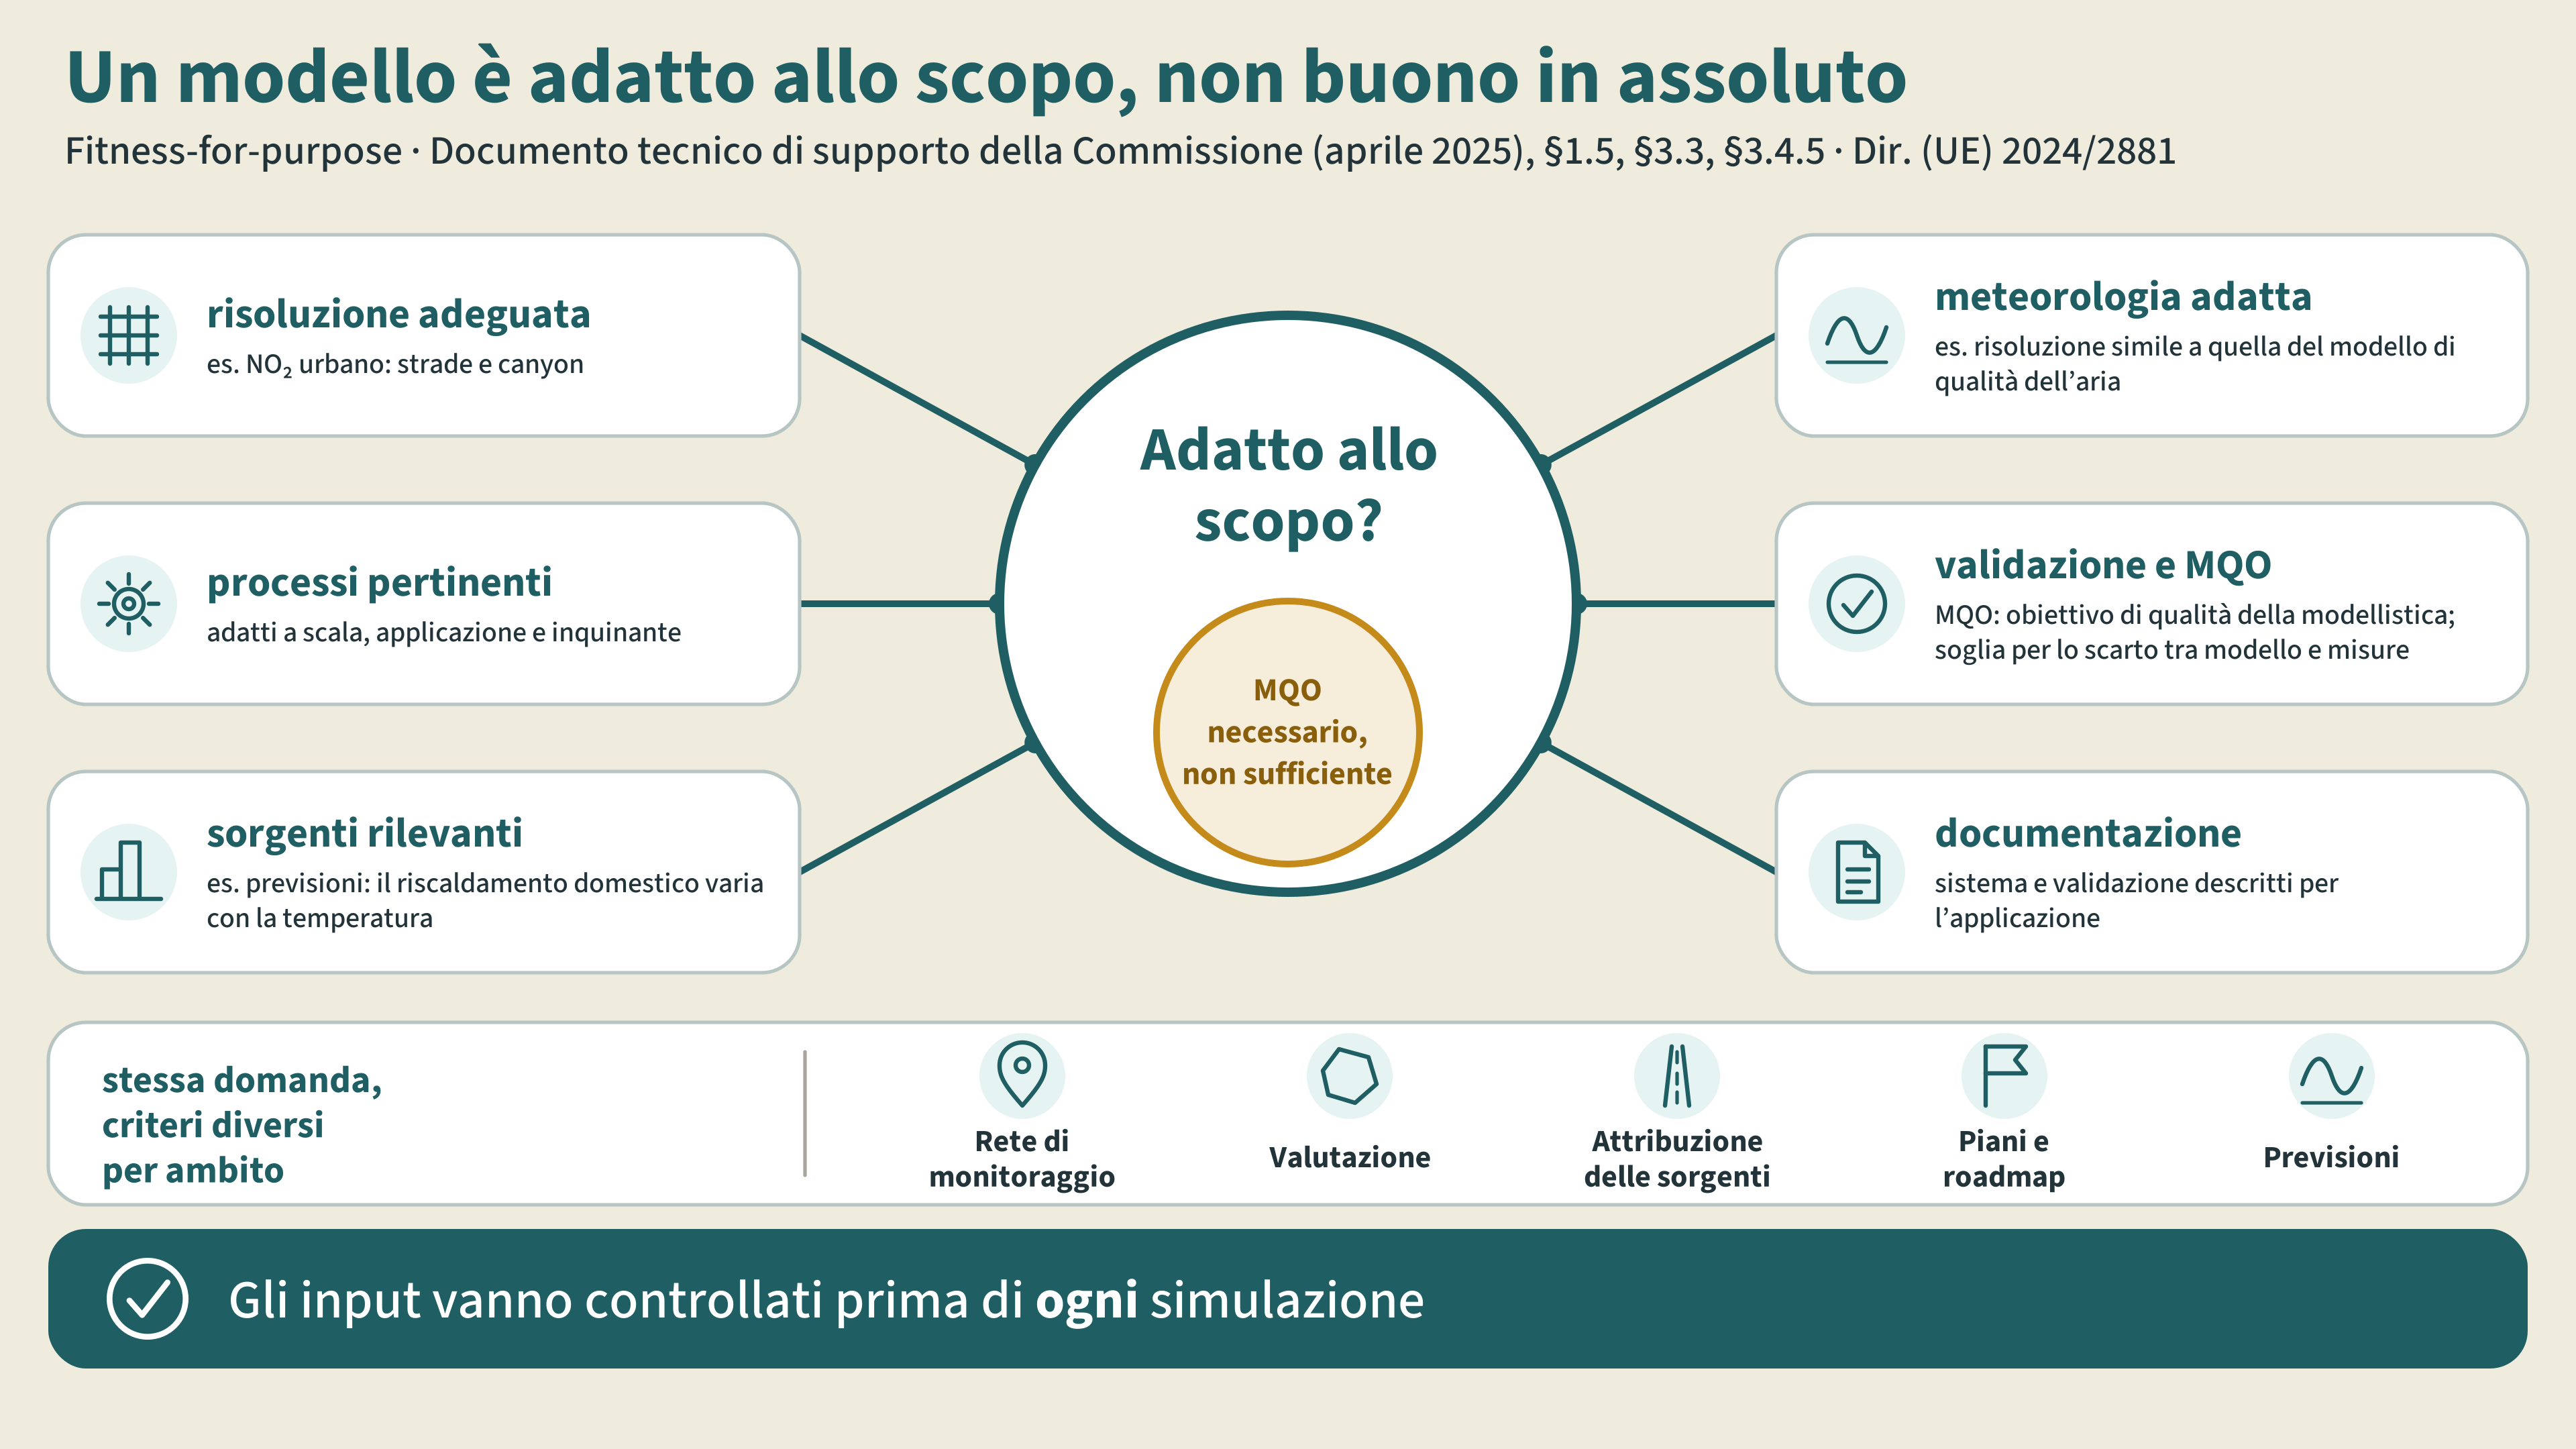 Un modello è adatto allo scopo, non buono in assoluto
Fitness-for-purpose · Documento tecnico di supporto della Commissione (aprile 2025), §1.5, §3.3, §3.4.5 · Dir. (UE) 2024/2881
risoluzione adeguata
es. NO₂ urbano: strade e canyon
processi pertinenti
adatti a scala, applicazione e inquinante
sorgenti rilevanti
es. previsioni: il riscaldamento domestico varia
con la temperatura
Adatto allo
scopo?
MQO
necessario,
non sufficiente
meteorologia adatta
es. risoluzione simile a quella del modello di
qualità dell’aria
validazione e MQO
MQO: obiettivo di qualità della modellistica;
soglia per lo scarto tra modello e misure
documentazione
sistema e validazione descritti per
l’applicazione
stessa domanda,
criteri diversi
per ambito
Rete di
monitoraggio
Valutazione
Attribuzione
delle sorgenti
Piani e
roadmap
Previsioni
Gli input vanno controllati prima di ogni simulazione